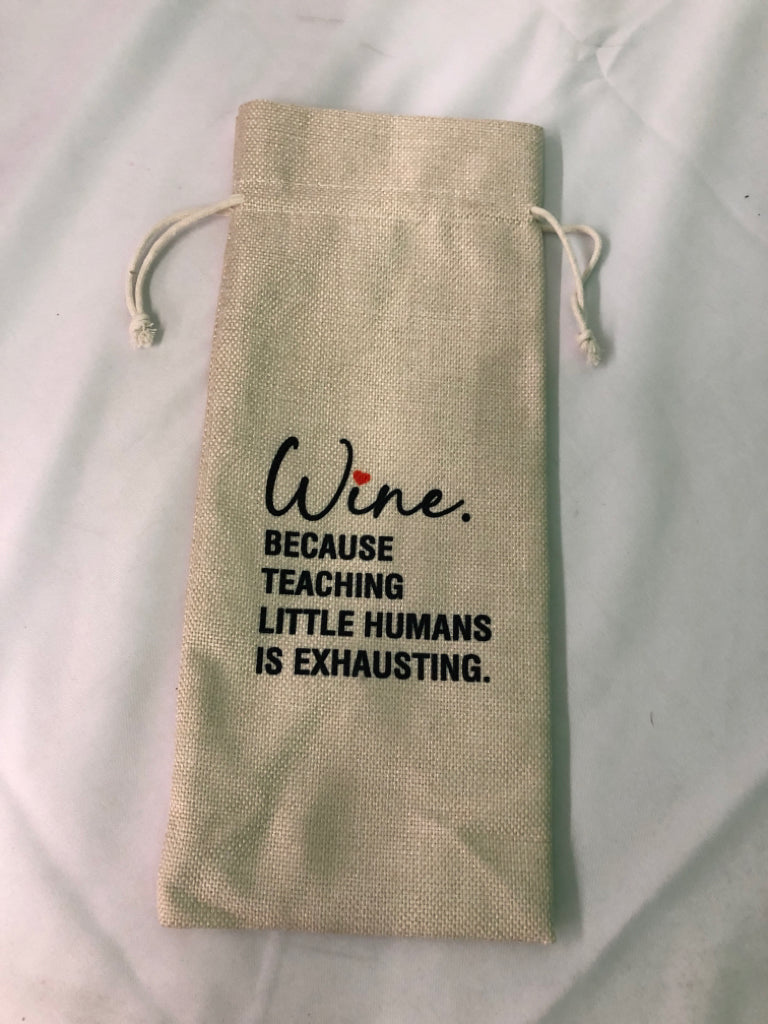 Wine.
BECAUSE
TEACHING
LITTLE HUMANS
IS EXHAUSTING.